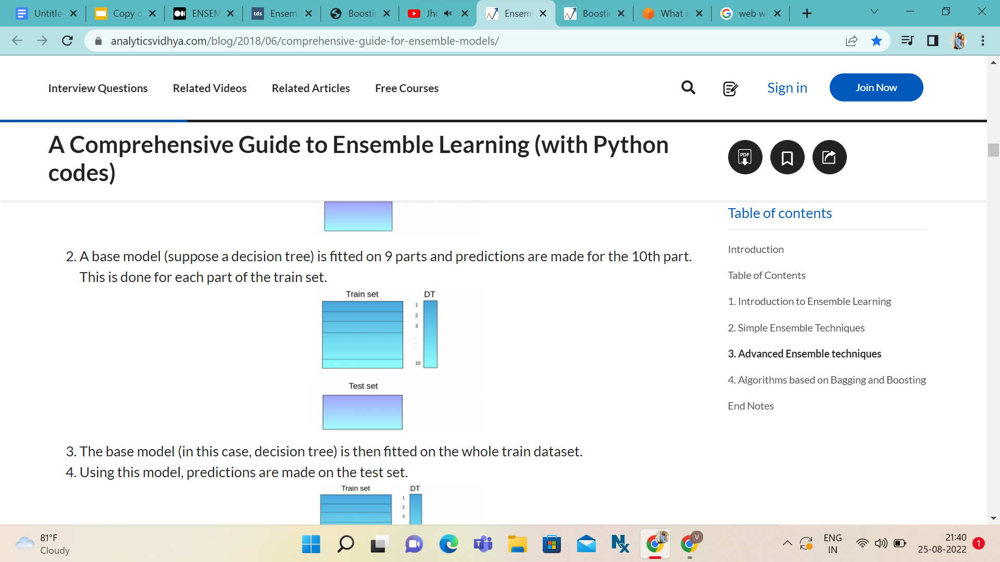 Untitle
Copy o
ENSEM
tds
Ensem
Boostin
Jho
Ensem
Boostin
What i
web w
analyticsvidhya.com/blog/2018/06/comprehensive-guide-for-ensemble-models/
Interview Questions
Related Videos
Related Articles
Free Courses
Sign in
Join Now
A Comprehensive Guide to Ensemble Learning (with Python
codes)
PDF
2. A base model (suppose a decision tree) is fitted on 9 parts and predictions are made for the 10th part.
This is done for each part of the train set.
Train set
DT
1
2
3
10
Test set
3. The base model (in this case, decision tree) is then fitted on the whole train dataset.
4. Using this model, predictions are made on the test set.
Train set
DT
1
2
3
Table of contents
Introduction
Table of Contents
1. Introduction to Ensemble Learning
2. Simple Ensemble Techniques
3. Advanced Ensemble techniques
4. Algorithms based on Bagging and Boosting
End Notes
81°F
Cloudy
V
ENG
IN
21:40
25-08-2022
1